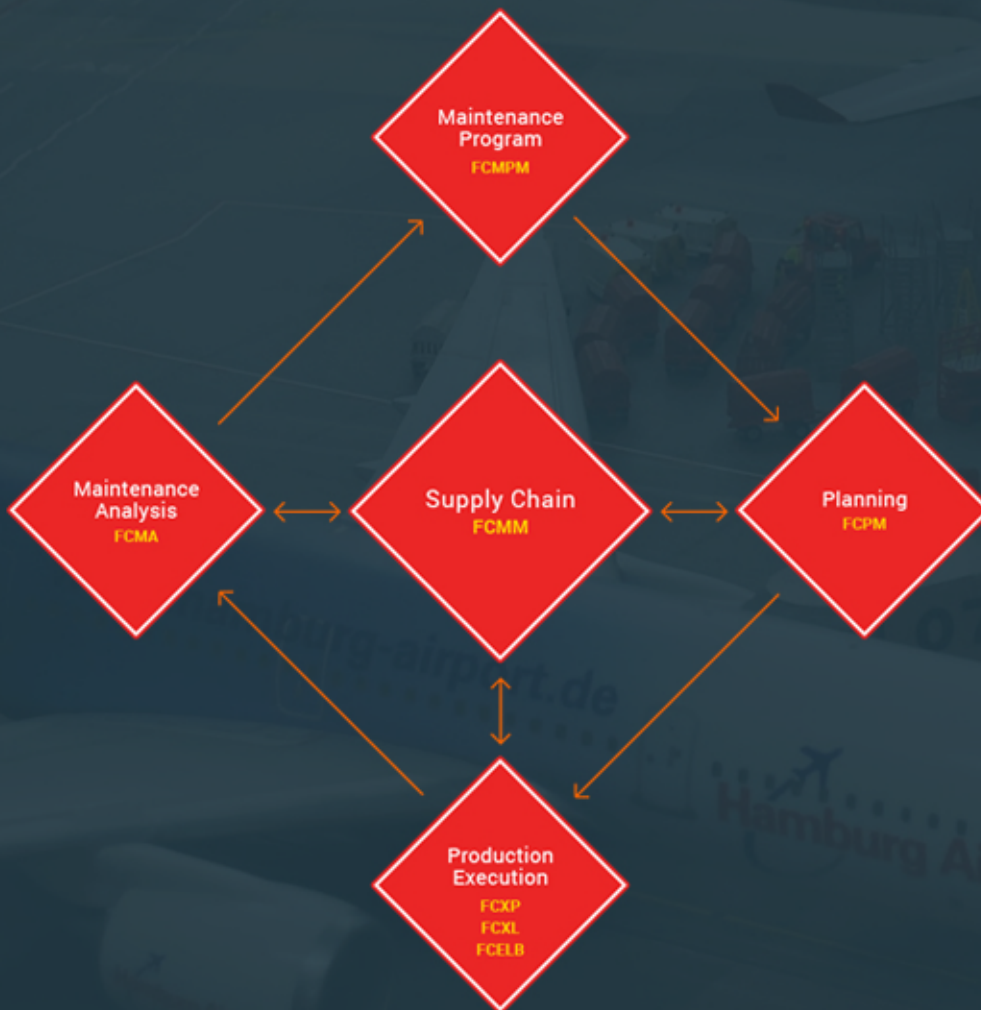 Maintenance
Program
FCMPM
Maintenance
Analysis
FCMA
Supply Chain
FCMM
Planning
FCPM
burg-airport.de
Production
Execution
FCXP
FCXL
FCELB
Hamburg